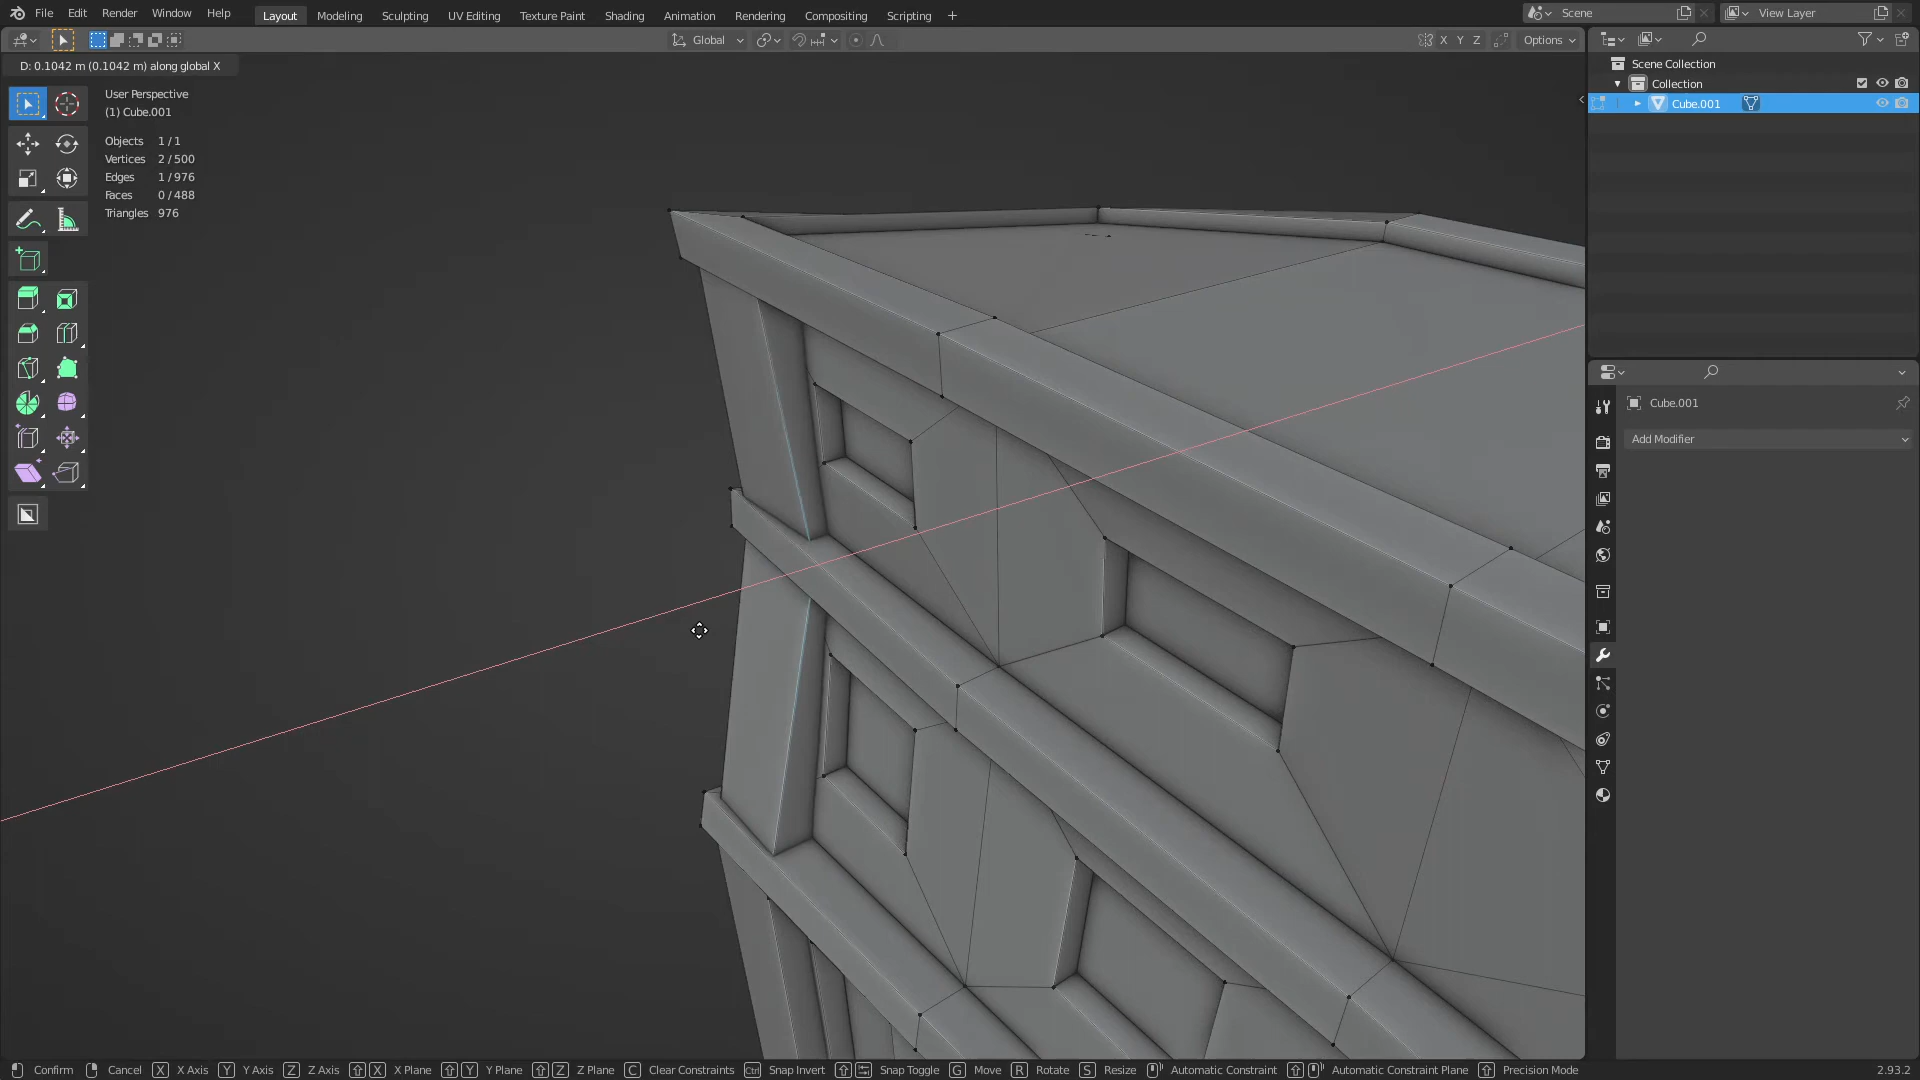 File Edit Render Window Help Layout Modeling Sculpting UV Editing Texture Paint Shading Animation Rendering Compositing Scripting + Scene View Layer
Global X Y Z Options
D: 0.1042 m (0.1042 m) along global X
User Perspective
(1) Cube.001
Objects 1 / 1
Vertices 2 / 500
Edges 1 / 976
Faces 0 / 488
Triangles 976
Scene Collection
Collection
Cube.001
Cube.001
Add Modifier
Confirm Cancel X X Axis Y Y Axis Z Z Axis X X Plane Y Y Plane Z Z Plane C Clear Constraints Ctrl Snap Invert Snap Toggle G Move R Rotate S Resize Automatic Constraint Automatic Constraint Plane Precision Mode 2.93.2